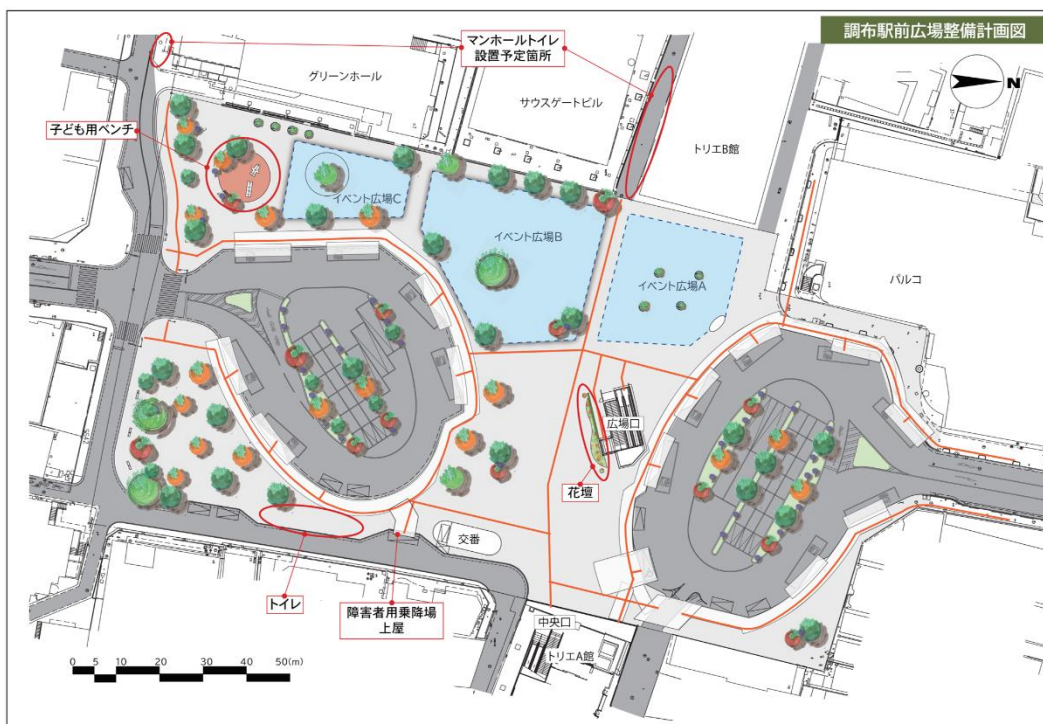 調布駅前広場整備計画図
マンホールトイレ
設置予定箇所
N
グリーンホール
サウスゲートビル
トリエB館
子ども用ベンチ
イベント広場C
イベント広場B
イベント広場A
パルコ
広場口
花壇
交番
トイレ
障害者用乗降場
上屋
中央口
トリエA館
0 5 10 20 30 40 50(m)